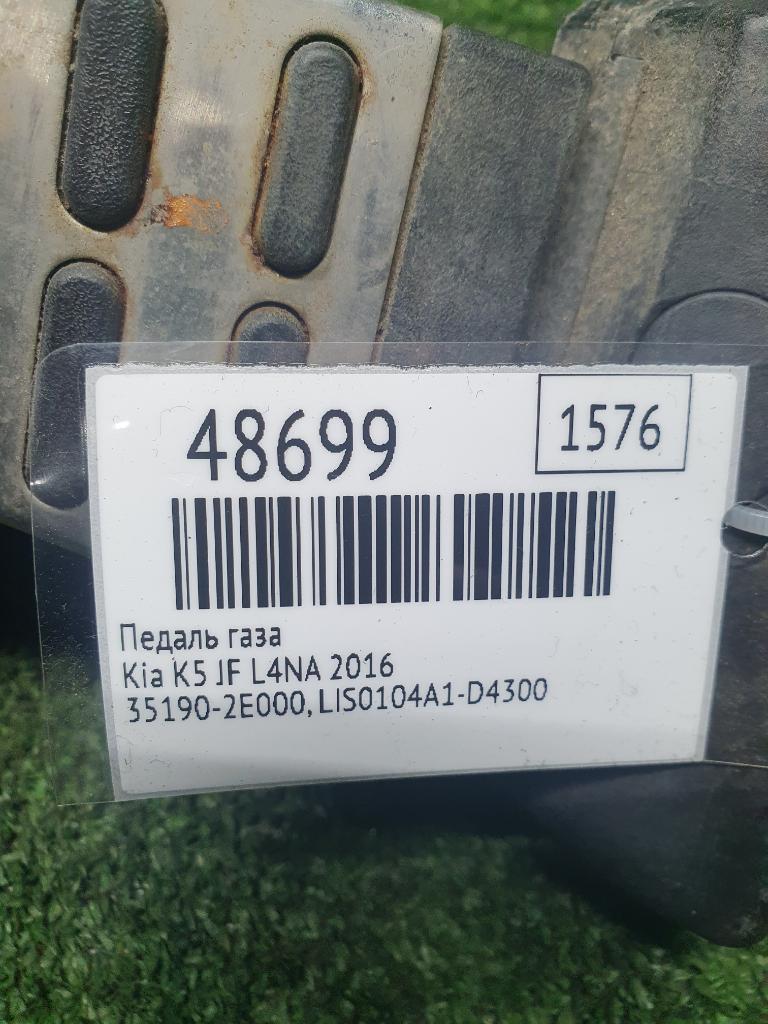 48699
1576
Педаль газа
Kia K5 JF L4NA 2016
35190-2E000, LIS0104A1-D4300